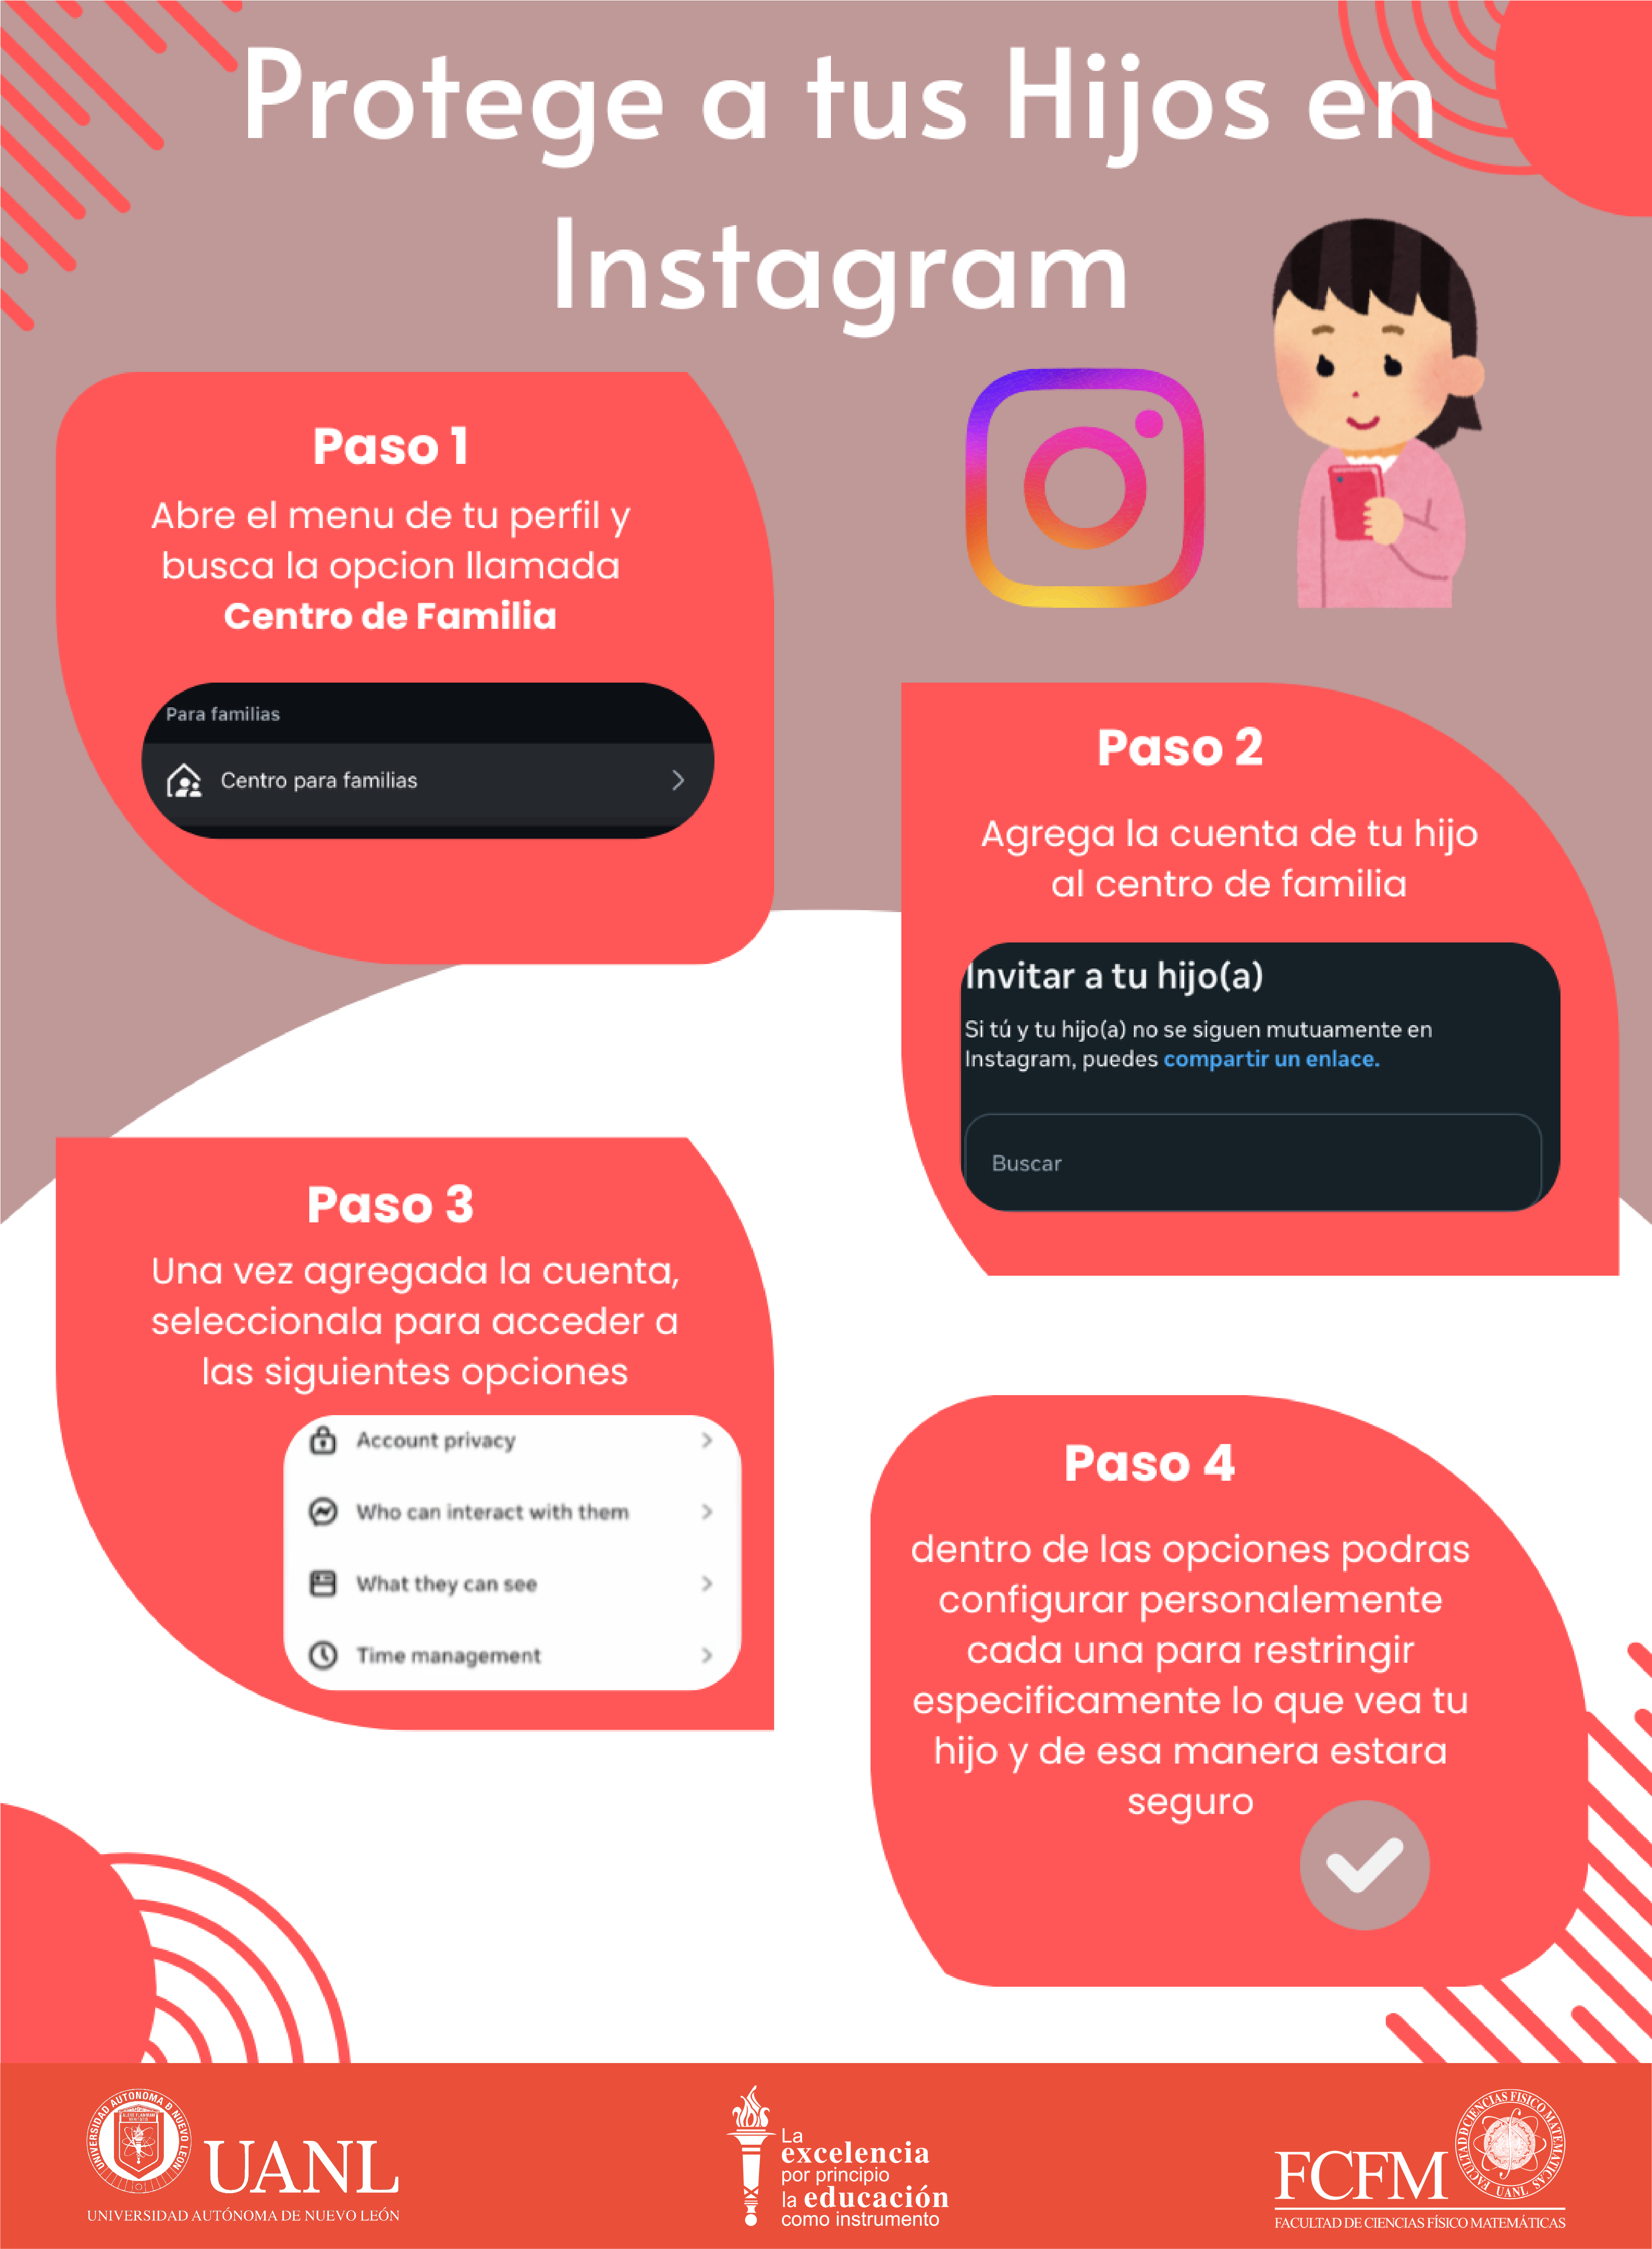 Protege a tus Hijos en
Instagram
Paso 1
Abre el menu de tu perfil y
busca la opcion llamada
Centro de Familia
Para familias
Centro para familias
Paso 2
Agrega la cuenta de tu hijo
al centro de familia
Invitar a tu hijo(a)
Si tú y tu hijo(a) no se siguen mutuamente en
Instagram, puedes compartir un enlace.
Buscar
Paso 3
Una vez agregada la cuenta,
seleccionala para acceder a
las siguientes opciones
Account privacy
Who can interact with them
What they can see
Time management
Paso 4
dentro de las opciones podras
configurar personalemente
cada una para restringir
especificamente lo que vea tu
hijo y de esa manera estara
seguro
UNIVERSIDAD AUTONOMA D NUEVO LEON
UANL
UNIVERSIDAD AUTÓNOMA DE NUEVO LEÓN
La
excelencia
por principio
la educación
como instrumento
FCFM
FACULTAD DE CIENCIAS FISICO MATEMATICAS
UANL
FACULTAD DE CIENCIAS FÍSICO MATEMÁTICAS